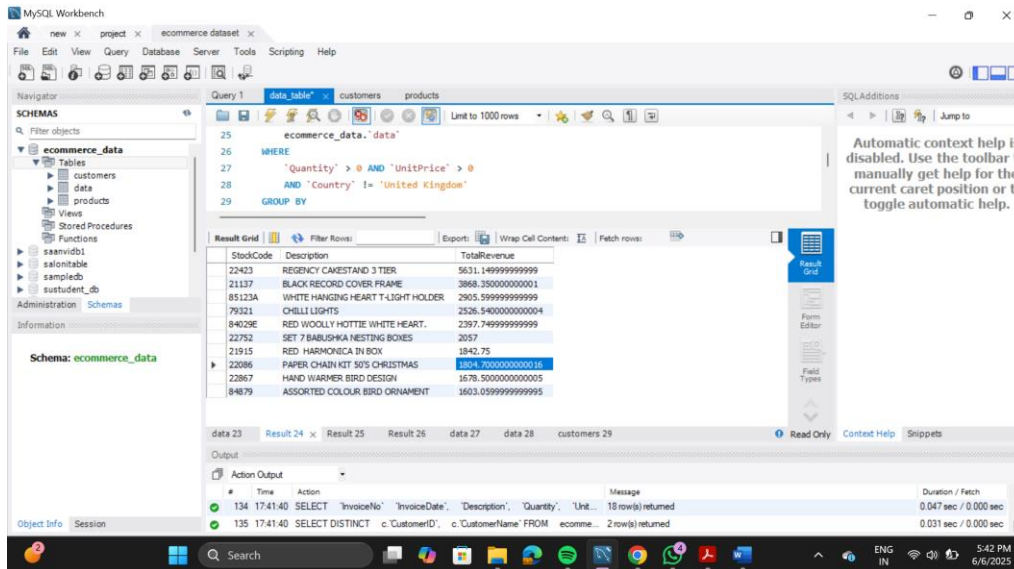 MySQL Workbench
new × project × ecommerce dataset ×
File Edit View Query Database Server Tools Scripting Help
Navigator
SCHEMAS
Filter objects
ecommerce_data
Tables
customers
data
products
Views
Stored Procedures
Functions
saanvidb1
salonitable
sampledb
sustudent_db
Administration Schemas
Information
Schema: ecommerce_data
Object Info Session
Query 1 data_table* × customers products
Limit to 1000 rows
25 ecommerce_data.`data`
26 WHERE
27 `Quantity` > 0 AND `UnitPrice` > 0
28 AND `Country` != 'United Kingdom'
29 GROUP BY
Result Grid Filter Rows: Export: Wrap Cell Content: Fetch rows:
StockCode Description TotalRevenue
22423 REGENCY CAKESTAND 3 TIER 5631.149999999999
21137 BLACK RECORD COVER FRAME 3868.350000000001
85123A WHITE HANGING HEART T-LIGHT HOLDER 2905.599999999999
79321 CHILLI LIGHTS 2526.5400000000004
84029E RED WOOLLY HOTTIE WHITE HEART. 2397.749999999999
22752 SET 7 BABUSHKA NESTING BOXES 2057
21915 RED HARMONICA IN BOX 1842.75
22086 PAPER CHAIN KIT 50'S CHRISTMAS 1804.7000000000016
22867 HAND WARMER BIRD DESIGN 1678.5000000000005
84879 ASSORTED COLOUR BIRD ORNAMENT 1603.0599999999995
Result Grid
Form Editor
Field Types
data 23 Result 24 × Result 25 Result 26 data 27 data 28 customers 29
Read Only
SQLAdditions
Jump to
Automatic context help is
disabled. Use the toolbar
manually get help for the
current caret position or t
toggle automatic help.
Context Help Snippets
Output
Action Output
# Time Action Message Duration / Fetch
134 17:41:40 SELECT `InvoiceNo` `InvoiceDate`, `Description`, `Quantity`, `Unit... 18 row(s) returned 0.047 sec / 0.000 sec
135 17:41:40 SELECT DISTINCT c.`CustomerID`, c.`CustomerName` FROM ecomme... 2 row(s) returned 0.031 sec / 0.000 sec
2
Search
4
ENG
IN
5:42 PM
6/6/2025